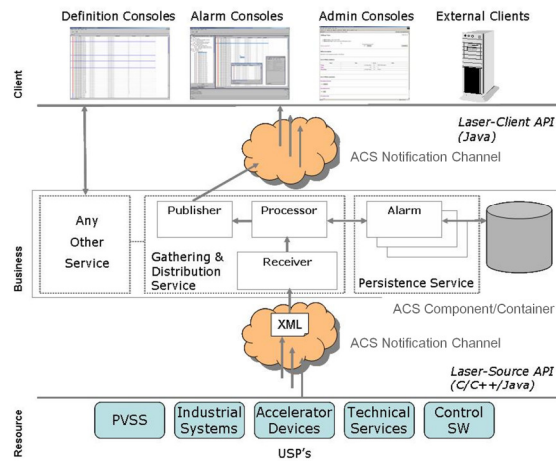 Definition Consoles
Alarm Consoles
Admin Consoles
External Clients
Client
Laser-Client API
(Java)
ACS Notification Channel
Business
Any
Other
Service
Publisher
Processor
Alarm
Gathering &
Distribution
Service
Receiver
Persistence Service
ACS Component/Container
XML
ACS Notification Channel
Laser-Source API
(C/C++/Java)
Resource
PVSS
Industrial
Systems
Accelerator
Devices
Technical
Services
Control
SW
USP's